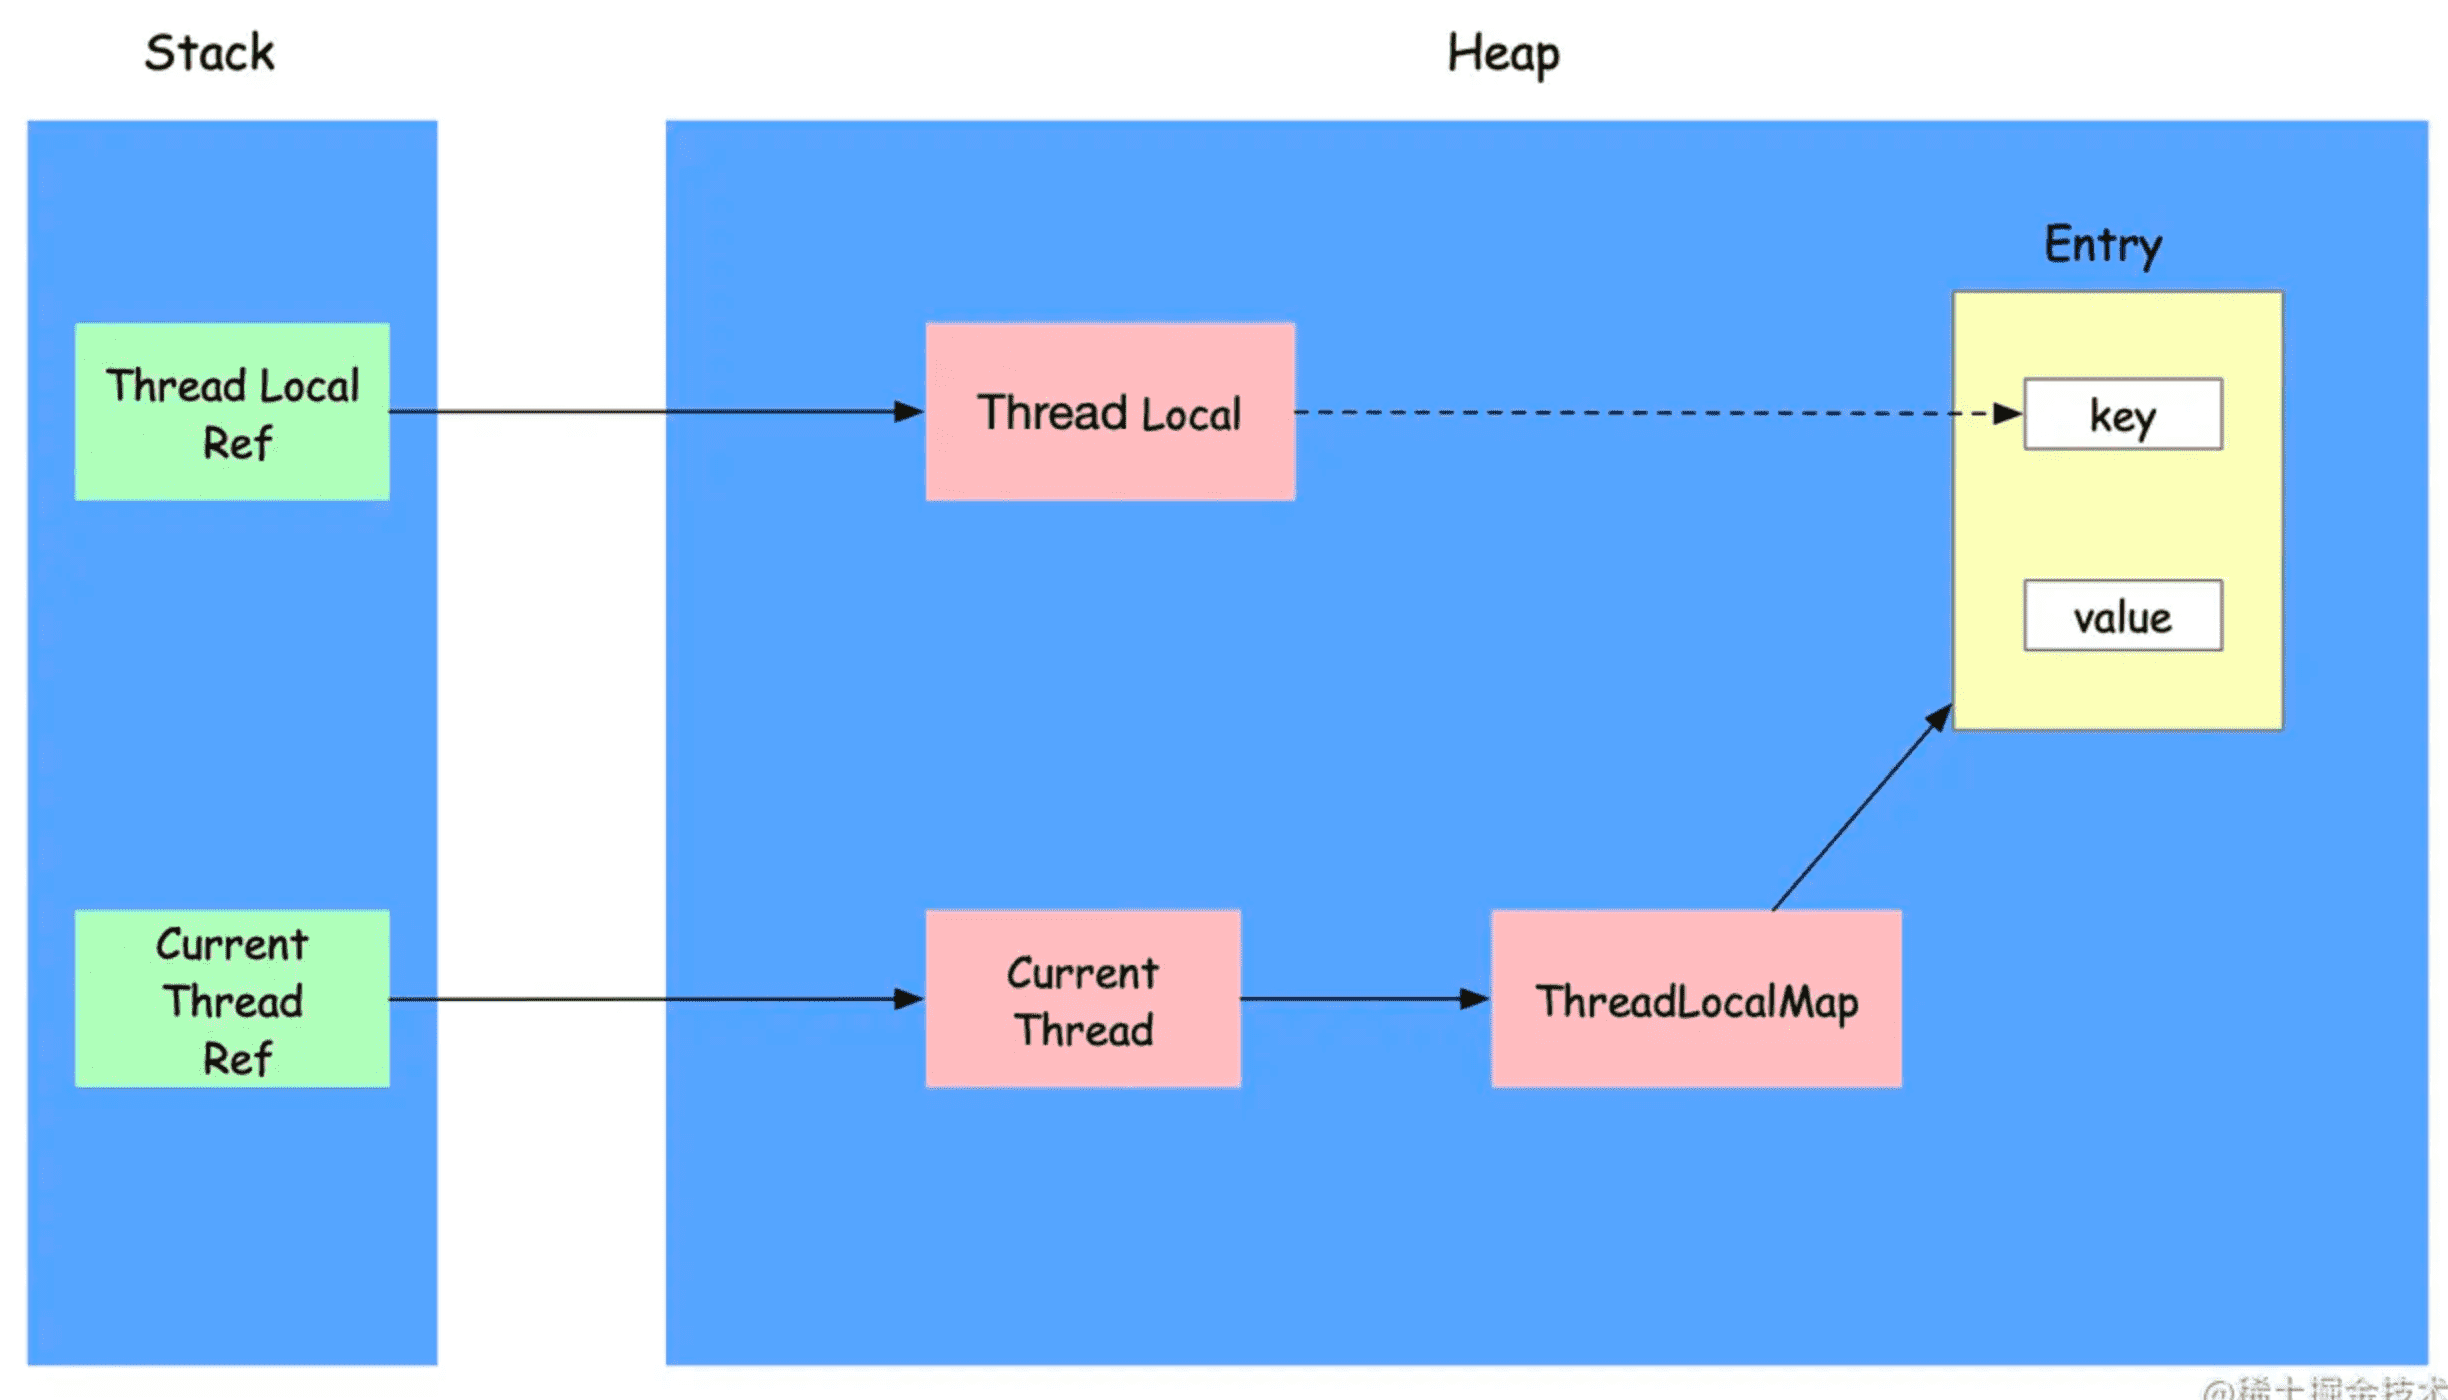 Stack
Heap
Entry
Thread Local
Ref
Thread Local
key
value
Current
Thread
Ref
Current
Thread
ThreadLocalMap
@稀土掘金技术